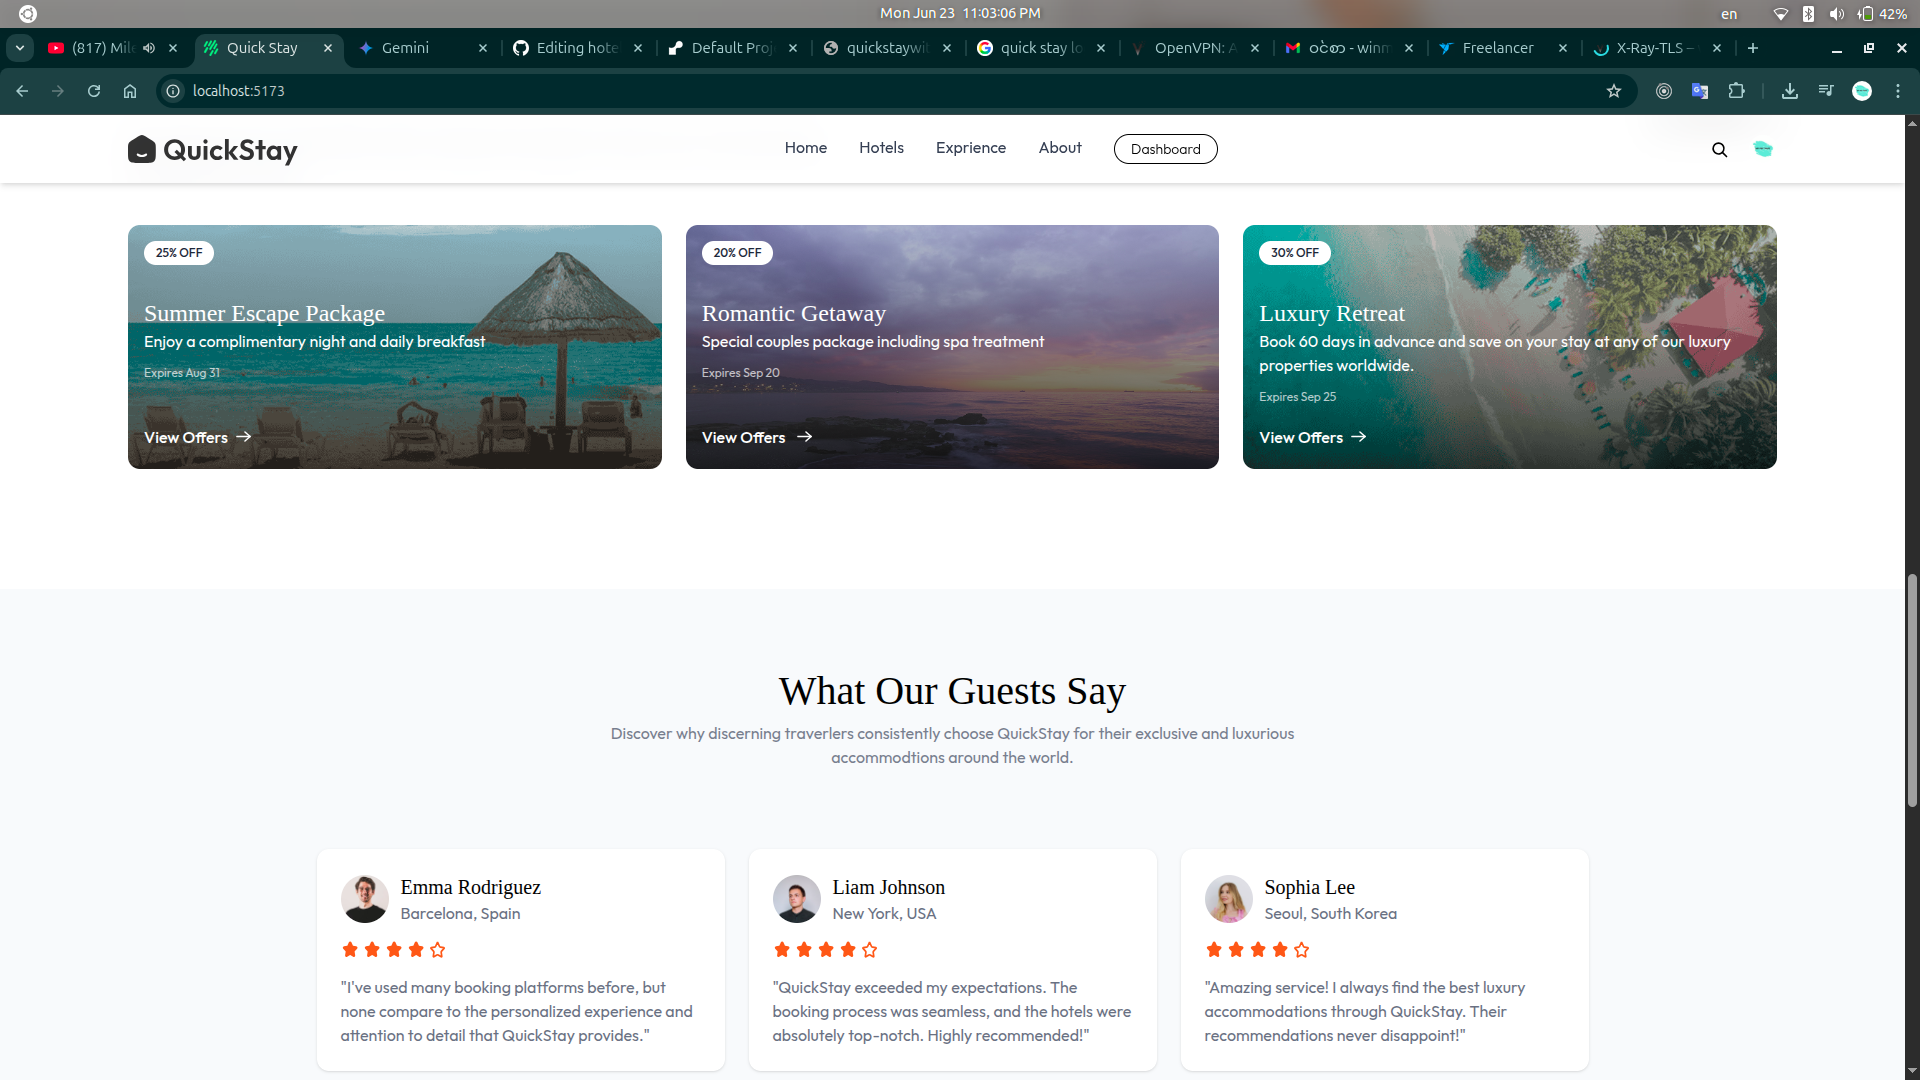 Mon Jun 23 11:03:06 PM
en
42%
(817) Mil
Quick Stay
Gemini
Editing hote
Default Proj
quickstaywit
quick stay lo
OpenVPN: A
ဝင်စာ - winm
Freelancer
X-Ray-TLS –
localhost:5173
QuickStay
Home
Hotels
Exprience
About
Dashboard
25% OFF
Summer Escape Package
Enjoy a complimentary night and daily breakfast
Expires Aug 31
View Offers
20% OFF
Romantic Getaway
Special couples package including spa treatment
Expires Sep 20
View Offers
30% OFF
Luxury Retreat
Book 60 days in advance and save on your stay at any of our luxury
properties worldwide.
Expires Sep 25
View Offers
What Our Guests Say
Discover why discerning traverlers consistently choose QuickStay for their exclusive and luxurious
accommodtions around the world.
Emma Rodriguez
Barcelona, Spain
"I've used many booking platforms before, but
none compare to the personalized experience and
attention to detail that QuickStay provides."
Liam Johnson
New York, USA
"QuickStay exceeded my expectations. The
booking process was seamless, and the hotels were
absolutely top-notch. Highly recommended!"
Sophia Lee
Seoul, South Korea
"Amazing service! I always find the best luxury
accommodations through QuickStay. Their
recommendations never disappoint!"